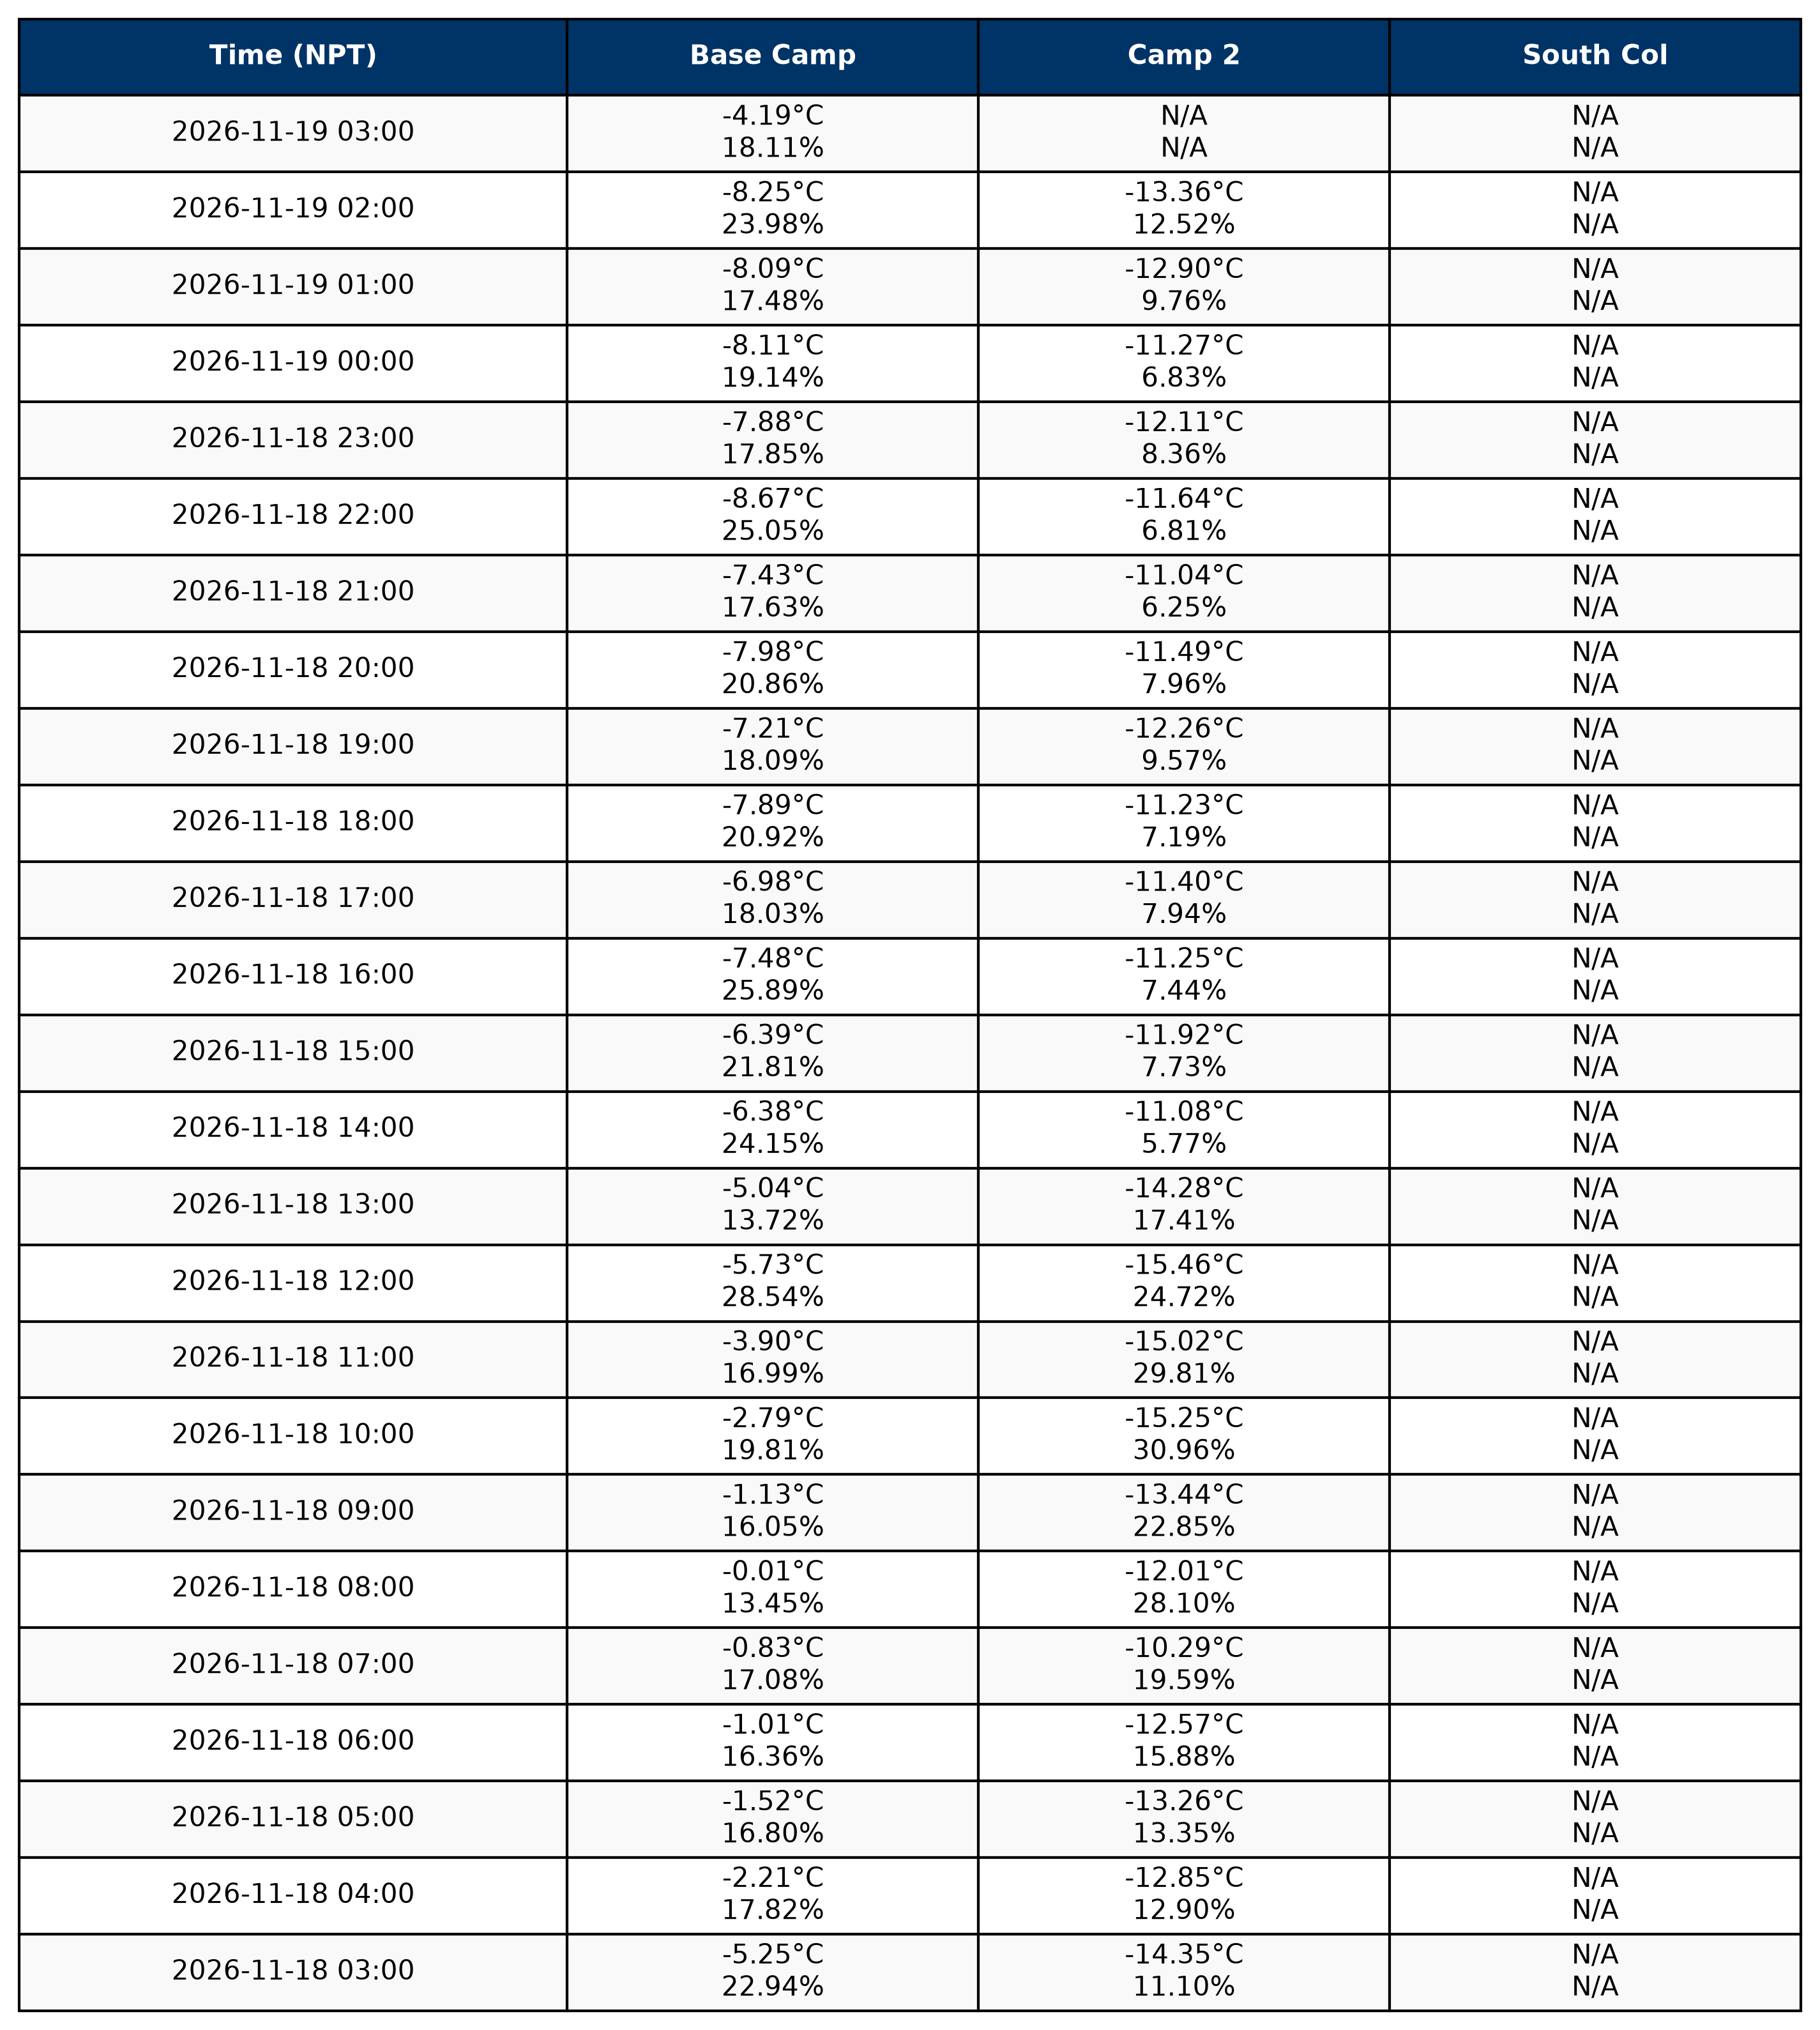 Time (NPT) Base Camp Camp 2 South Col
2026-11-19 03:00 -4.19°C N/A N/A
18.11% N/A N/A
2026-11-19 02:00 -8.25°C -13.36°C N/A
23.98% 12.52% N/A
2026-11-19 01:00 -8.09°C -12.90°C N/A
17.48% 9.76% N/A
2026-11-19 00:00 -8.11°C -11.27°C N/A
19.14% 6.83% N/A
2026-11-18 23:00 -7.88°C -12.11°C N/A
17.85% 8.36% N/A
2026-11-18 22:00 -8.67°C -11.64°C N/A
25.05% 6.81% N/A
2026-11-18 21:00 -7.43°C -11.04°C N/A
17.63% 6.25% N/A
2026-11-18 20:00 -7.98°C -11.49°C N/A
20.86% 7.96% N/A
2026-11-18 19:00 -7.21°C -12.26°C N/A
18.09% 9.57% N/A
2026-11-18 18:00 -7.89°C -11.23°C N/A
20.92% 7.19% N/A
2026-11-18 17:00 -6.98°C -11.40°C N/A
18.03% 7.94% N/A
2026-11-18 16:00 -7.48°C -11.25°C N/A
25.89% 7.44% N/A
2026-11-18 15:00 -6.39°C -11.92°C N/A
21.81% 7.73% N/A
2026-11-18 14:00 -6.38°C -11.08°C N/A
24.15% 5.77% N/A
2026-11-18 13:00 -5.04°C -14.28°C N/A
13.72% 17.41% N/A
2026-11-18 12:00 -5.73°C -15.46°C N/A
28.54% 24.72% N/A
2026-11-18 11:00 -3.90°C -15.02°C N/A
16.99% 29.81% N/A
2026-11-18 10:00 -2.79°C -15.25°C N/A
19.81% 30.96% N/A
2026-11-18 09:00 -1.13°C -13.44°C N/A
16.05% 22.85% N/A
2026-11-18 08:00 -0.01°C -12.01°C N/A
13.45% 28.10% N/A
2026-11-18 07:00 -0.83°C -10.29°C N/A
17.08% 19.59% N/A
2026-11-18 06:00 -1.01°C -12.57°C N/A
16.36% 15.88% N/A
2026-11-18 05:00 -1.52°C -13.26°C N/A
16.80% 13.35% N/A
2026-11-18 04:00 -2.21°C -12.85°C N/A
17.82% 12.90% N/A
2026-11-18 03:00 -5.25°C -14.35°C N/A
22.94% 11.10% N/A